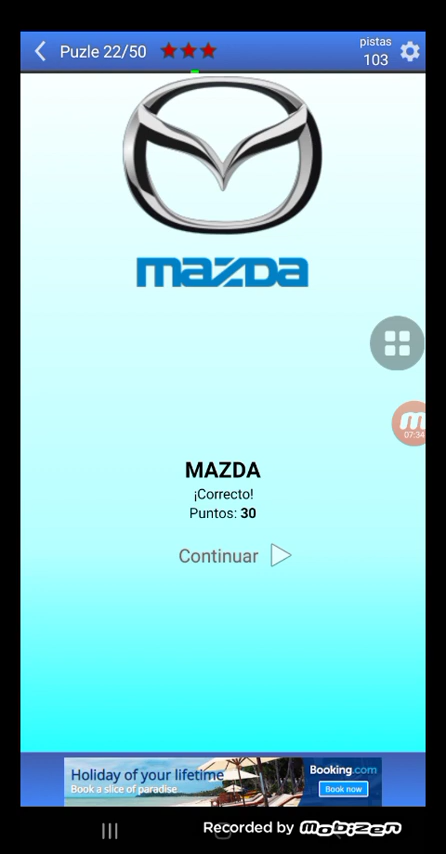 Puzle 22/50
pistas
103
mazda
07:34
MAZDA
¡Correcto!
Puntos: 30
Continuar
Holiday of your lifetime
Book a slice of paradise
Booking.com
Book now
Recorded by Mobizen